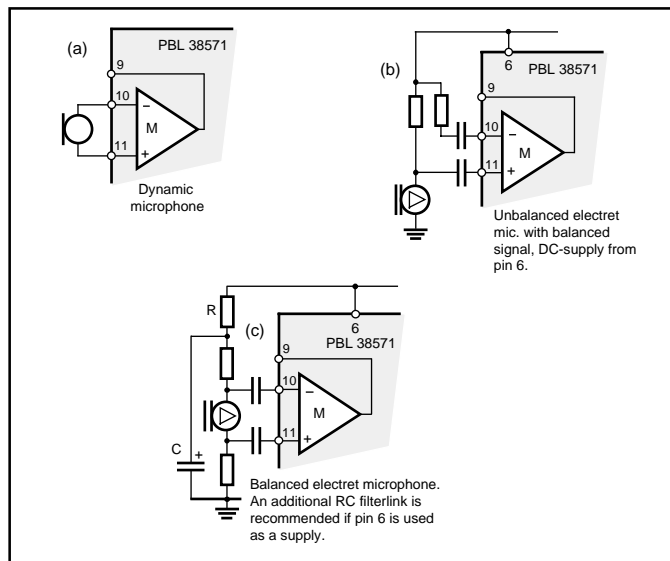 (a)
PBL 38571
9
10
−
M
11
+
Dynamic
microphone
(b)
6
PBL 38571
9
10
−
M
11
+
Unbalanced electret
mic. with balanced
signal, DC-supply from
pin 6.
R
(c)
6
PBL 38571
9
10
−
M
11
+
C
+
Balanced electret microphone.
An additional RC filterlink is
recommended if pin 6 is used
as a supply.